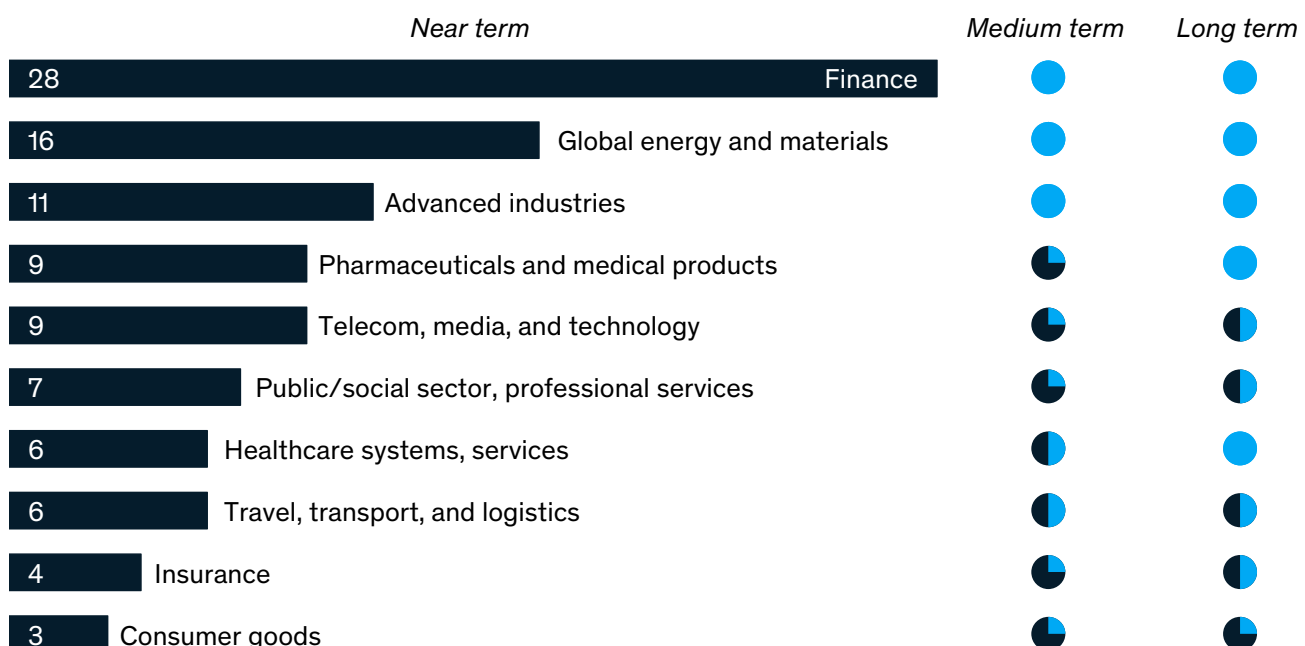 Near term Medium term Long term
28 Finance
16 Global energy and materials
11 Advanced industries
9 Pharmaceuticals and medical products
9 Telecom, media, and technology
7 Public/social sector, professional services
6 Healthcare systems, services
6 Travel, transport, and logistics
4 Insurance
3 Consumer goods